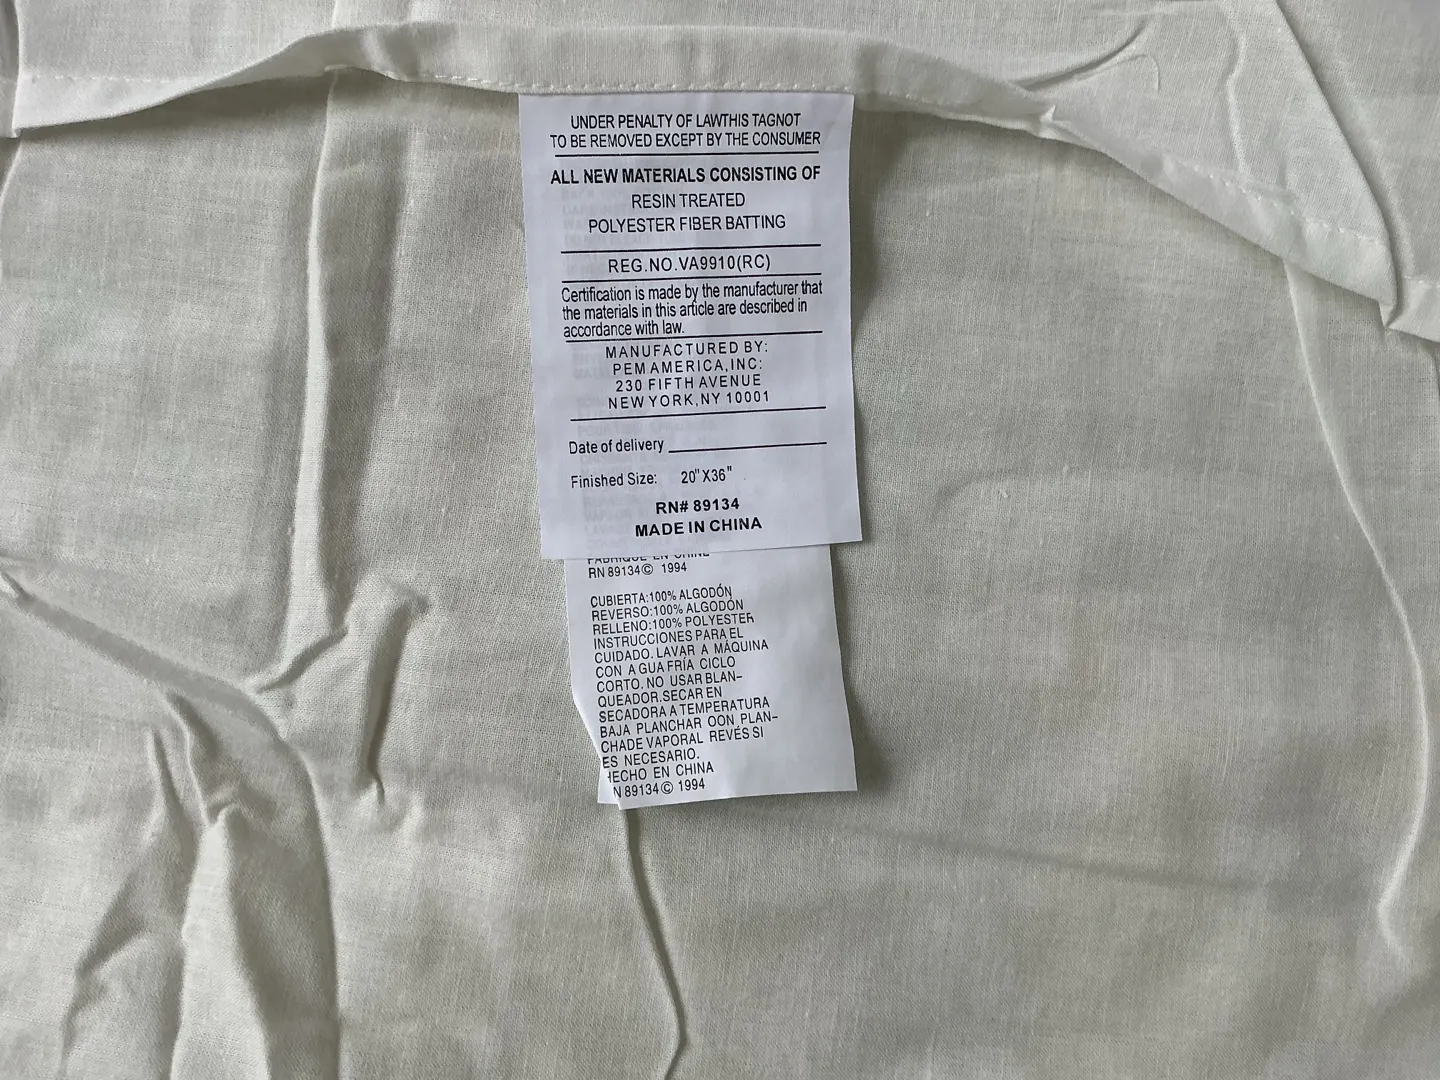 UNDER PENALTY OF LAWTHIS TAGNOT
TO BE REMOVED EXCEPT BY THE CONSUMER
ALL NEW MATERIALS CONSISTING OF
RESIN TREATED
POLYESTER FIBER BATTING
REG.NO.VA9910(RC)
Certification is made by the manufacturer that
the materials in this article are described in
accordance with law.
MANUFACTURED BY:
PEM AMERICA,INC:
230 FIFTH AVENUE
NEW YORK,NY 10001
Date of delivery
Finished Size: 20"X36"
RN# 89134
MADE IN CHINA
FABRIQUE EN CHINE
RN 89134© 1994
CUBIERTA:100% ALGODÓN
REVERSO:100% ALGODÓN
RELLENO:100% POLYESTER
INSTRUCCIONES PARA EL
CUIDADO. LAVAR A MÁQUINA
CON A GUA FRÍA CICLO
CORTO. NO USAR BLAN-
QUEADOR.SECAR EN
SECADORA A TEMPERATURA
BAJA PLANCHAR OON PLAN-
CHADE VAPORAL REVÉS SI
ES NECESARIO.
HECHO EN CHINA
N 89134© 1994